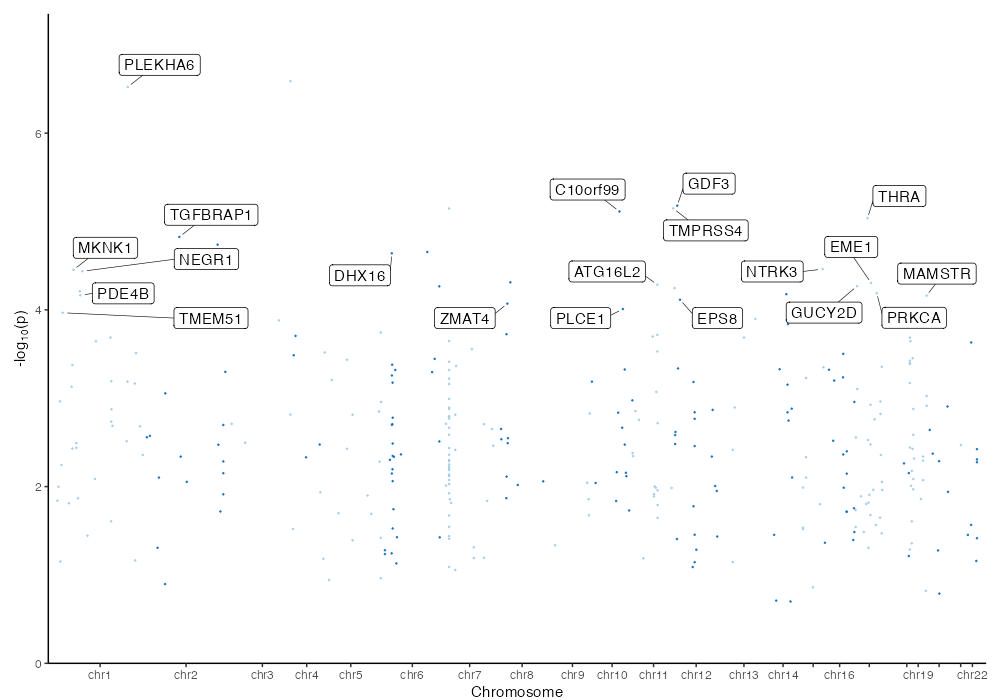 PLEKHA6
6
C10orf99
GDF3
THRA
TGFBRAP1
TMPRSS4
MKNK1
EME1
NEGR1
DHX16
ATG16L2
NTRK3
MAMSTR
PDE4B
4
TMEM51
ZMAT4
PLCE1
EPS8
GUCY2D
PRKCA
-log10(p)
2
0
chr1 chr2 chr3 chr4 chr5 chr6 chr7 chr8 chr9 chr10 chr11 chr12 chr13 chr14 chr16 chr19 chr22
Chromosome